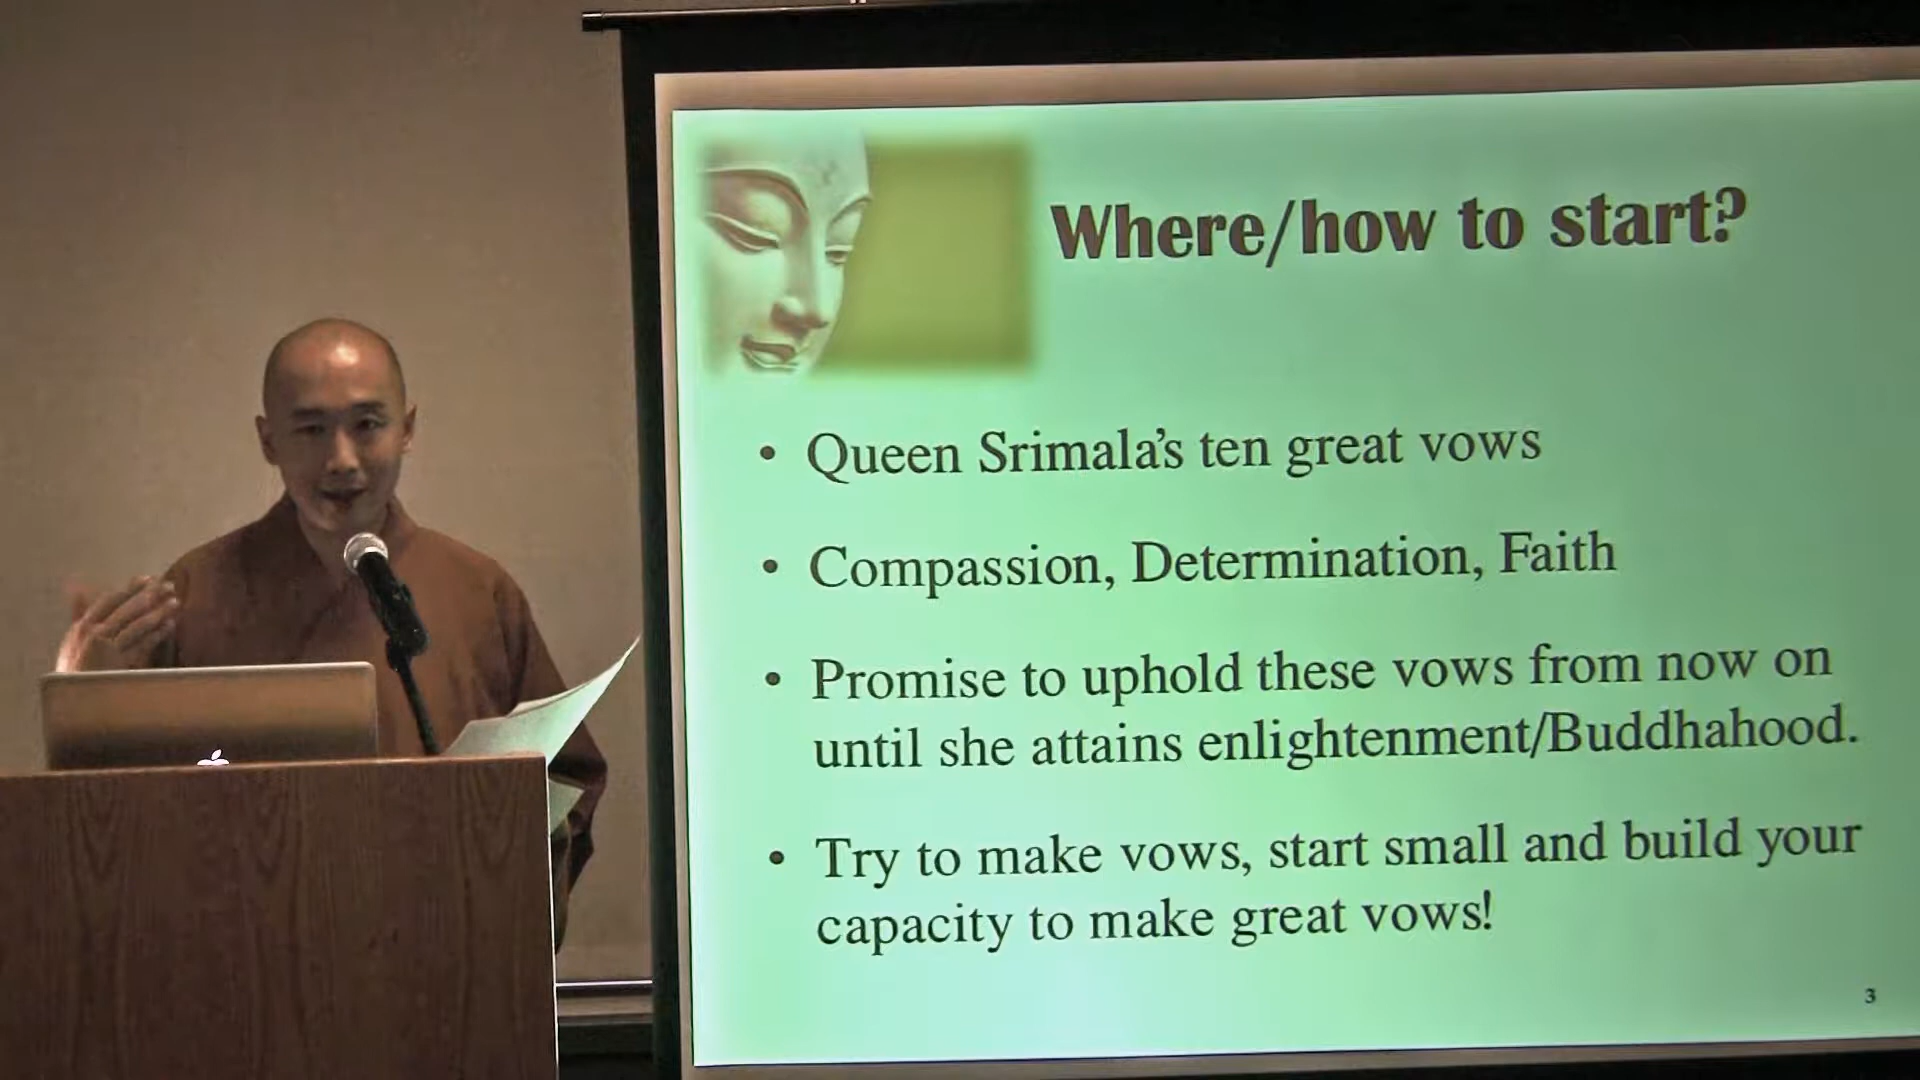 Where/how to start?
• Queen Srimala's ten great vows
• Compassion, Determination, Faith
• Promise to uphold these vows from now on
until she attains enlightenment/Buddhahood.
• Try to make vows, start small and build your
capacity to make great vows!
3